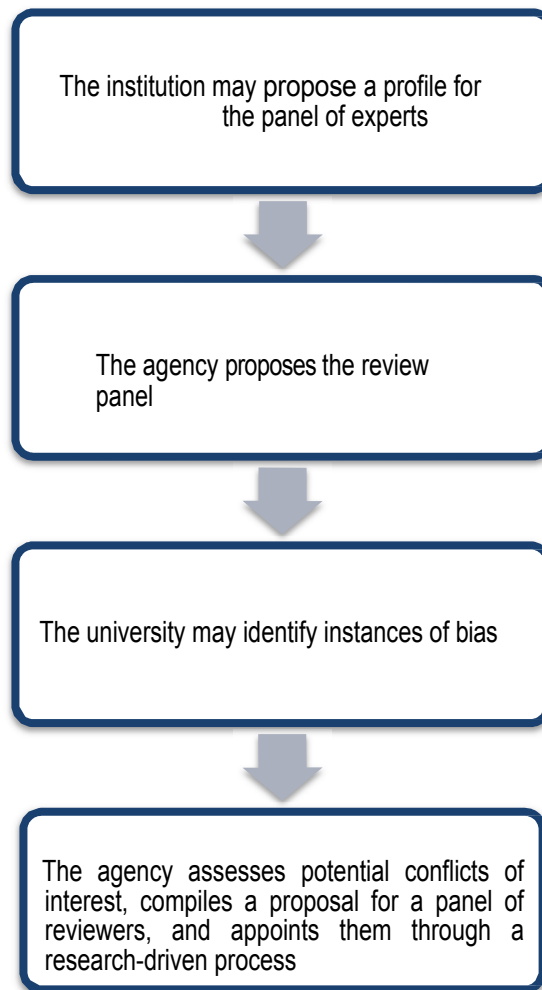 The institution may propose a profile for
the panel of experts
The agency proposes the review
panel
The university may identify instances of bias
The agency assesses potential conflicts of
interest, compiles a proposal for a panel of
reviewers, and appoints them through a
research-driven process